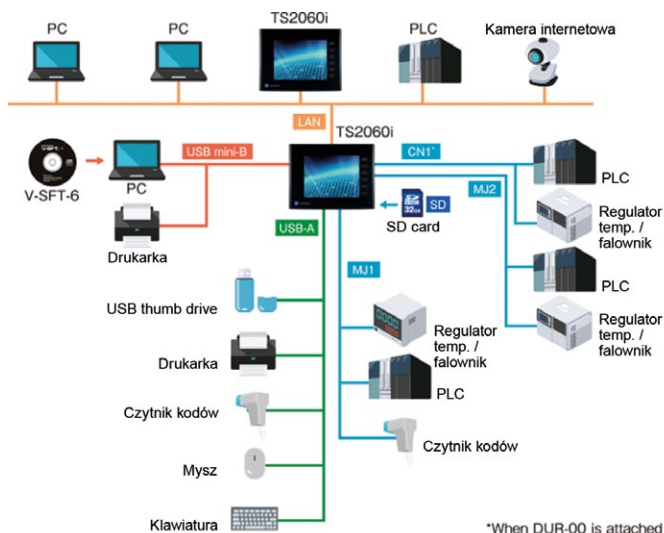 PC
PC
TS2060i
PLC
Kamera internetowa
LAN
TS2060i
USB mini-B
CN1*
V-SFT-6
PC
PLC
MJ2
32GB
SD
SD card
Regulator
temp. /
falownik
Drukarka
USB-A
MJ1
PLC
USB thumb drive
Regulator
temp. /
falownik
Regulator
temp. /
falownik
Drukarka
PLC
Czytnik kodów
Czytnik kodów
Mysz
Klawiatura
*When DUR-00 is attached